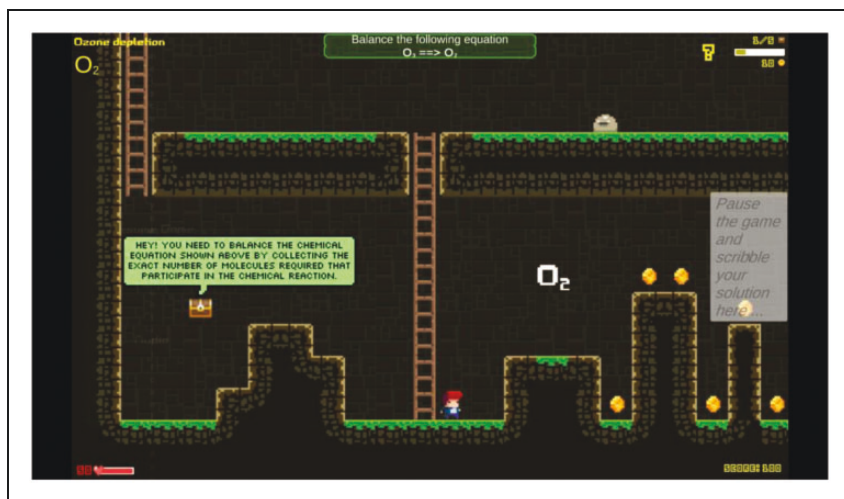 Ozone depletion
O₂
Balance the following equation
O₃ ==> O₂
?
HEY! YOU NEED TO BALANCE THE CHEMICAL
EQUATION SHOWN ABOVE BY COLLECTING THE
EXACT NUMBER OF MOLECULES REQUIRED THAT
PARTICIPATE IN THE CHEMICAL REACTION.
O₂
Pause
the game
and
scribble
your
solution
here ...